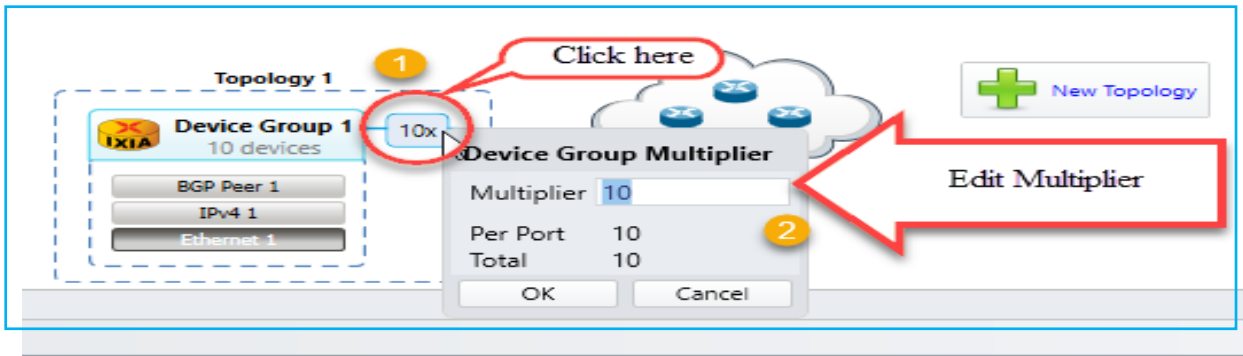 1
Click here
Topology 1
New Topology
IXIA
Device Group 1
10 devices
10x
Device Group Multiplier
Edit Multiplier
BGP Peer 1
Multiplier 10
IPv4 1
Per Port 10
2
Ethernet 1
Total 10
OK Cancel